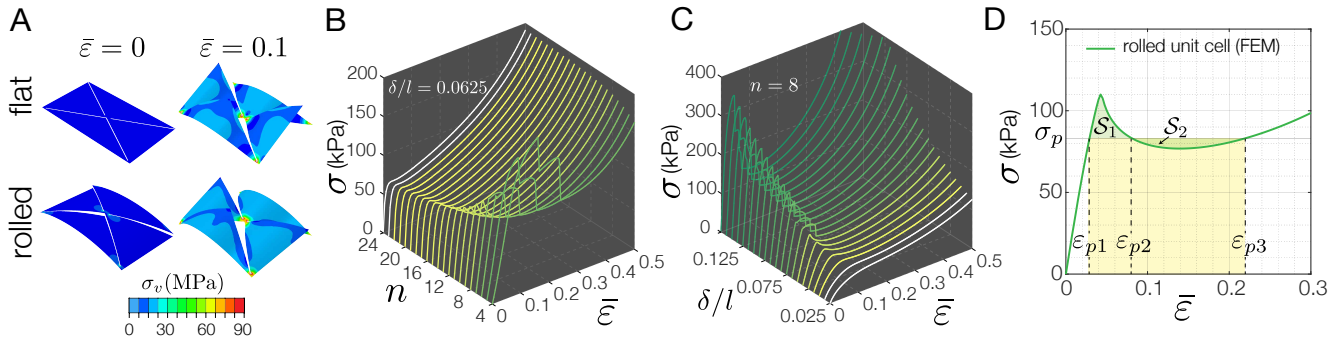 A
ε̄ = 0
ε̄ = 0.1
flat
rolled
σᵥ(MPa)
0 30 60 90
B
δ/l = 0.0625
σ (kPa)
200
150
100
50
0
24
20
16
12
8
4
n
0
0.1
0.2
0.3
0.4
0.5
ε̄
C
n = 8
σ (kPa)
400
300
200
100
0
0.125
0.075
0.025
δ/l
0
0.1
0.2
0.3
0.4
0.5
ε̄
D
rolled unit cell (FEM)
σ (kPa)
150
100
σₚ
50
0
S₁
S₂
εₚ₁
εₚ₂
εₚ₃
0 0.1 0.2 0.3
ε̄